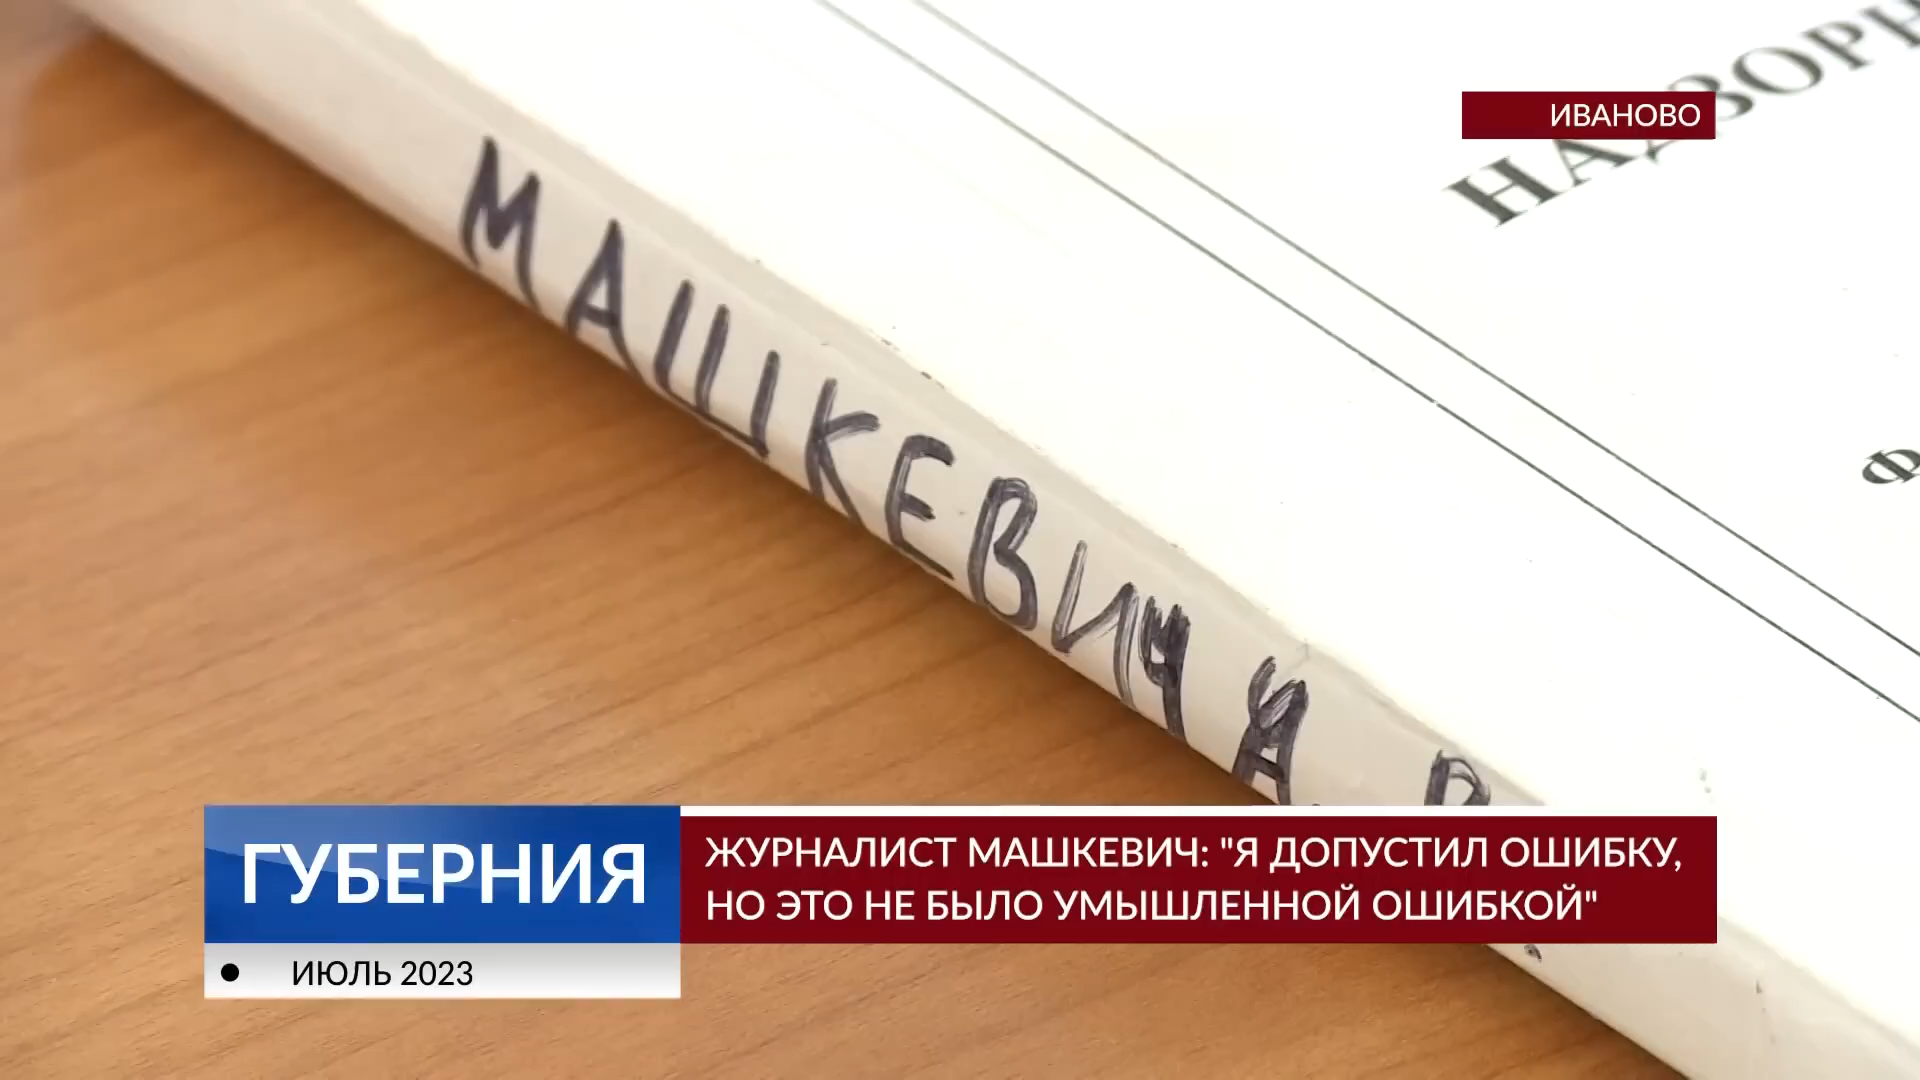 ИВАНОВО
МАШКЕВИЧ А.
ГУБЕРНИЯ
ЖУРНАЛИСТ МАШКЕВИЧ: "Я ДОПУСТИЛ ОШИБКУ,
НО ЭТО НЕ БЫЛО УМЫШЛЕННОЙ ОШИБКОЙ"
ИЮЛЬ 2023